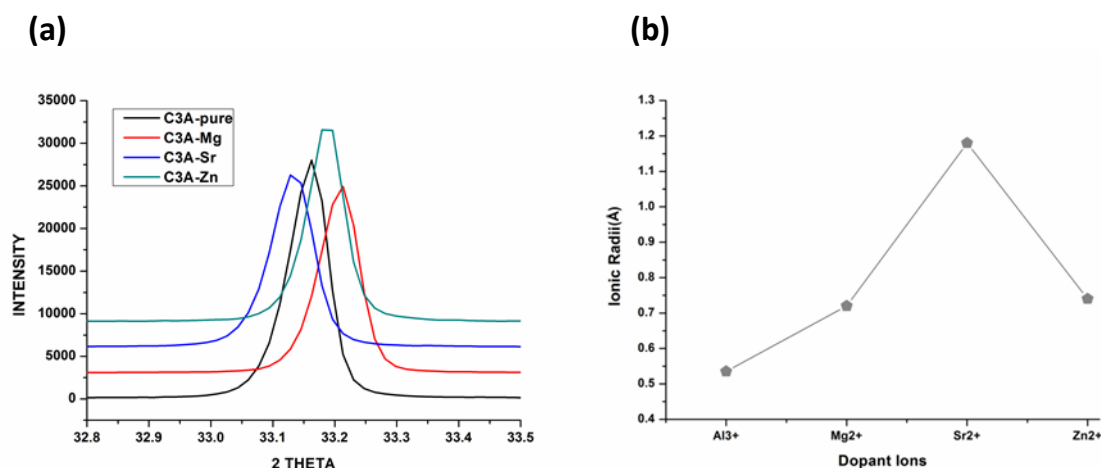 (a)
(b)
35000
30000
25000
20000
15000
10000
5000
0
INTENSITY
C3A-pure
C3A-Mg
C3A-Sr
C3A-Zn
32.8 32.9 33.0 33.1 33.2 33.3 33.4 33.5
2 THETA
1.3
1.2
1.1
1.0
0.9
0.8
0.7
0.6
0.5
0.4
Ionic Radii(Å)
Al3+ Mg2+ Sr2+ Zn2+
Dopant Ions